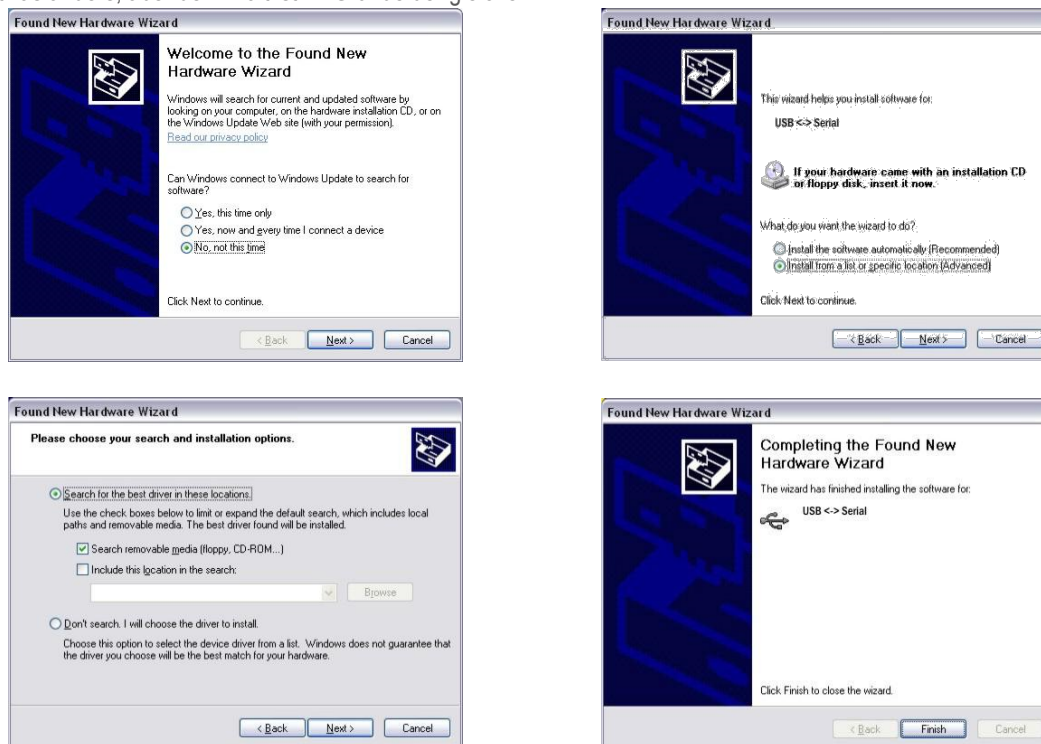 Found New Hardware Wizard
Welcome to the Found New
Hardware Wizard
Windows will search for current and updated software by
looking on your computer, on the hardware installation CD, or on
the Windows Update Web site (with your permission).
Read our privacy policy
Can Windows connect to Windows Update to search for
software?
Yes, this time only
Yes, now and every time I connect a device
No, not this time
Click Next to continue.
< Back
Next >
Cancel
Found New Hardware Wizard
This wizard helps you install software for:
USB <-> Serial
If your hardware came with an installation CD
or floppy disk, insert it now.
What do you want the wizard to do?
Install the software automatically (Recommended)
Install from a list or specific location (Advanced)
Click Next to continue.
< Back
Next >
Cancel
Found New Hardware Wizard
Please choose your search and installation options.
Search for the best driver in these locations.
Use the check boxes below to limit or expand the default search, which includes local
paths and removable media. The best driver found will be installed.
Search removable media (floppy, CD-ROM...)
Include this location in the search:
Browse
Don't search. I will choose the driver to install.
Choose this option to select the device driver from a list. Windows does not guarantee that
the driver you choose will be the best match for your hardware.
< Back
Next >
Cancel
Found New Hardware Wizard
Completing the Found New
Hardware Wizard
The wizard has finished installing the software for:
USB <-> Serial
Click Finish to close the wizard.
< Back
Finish
Cancel